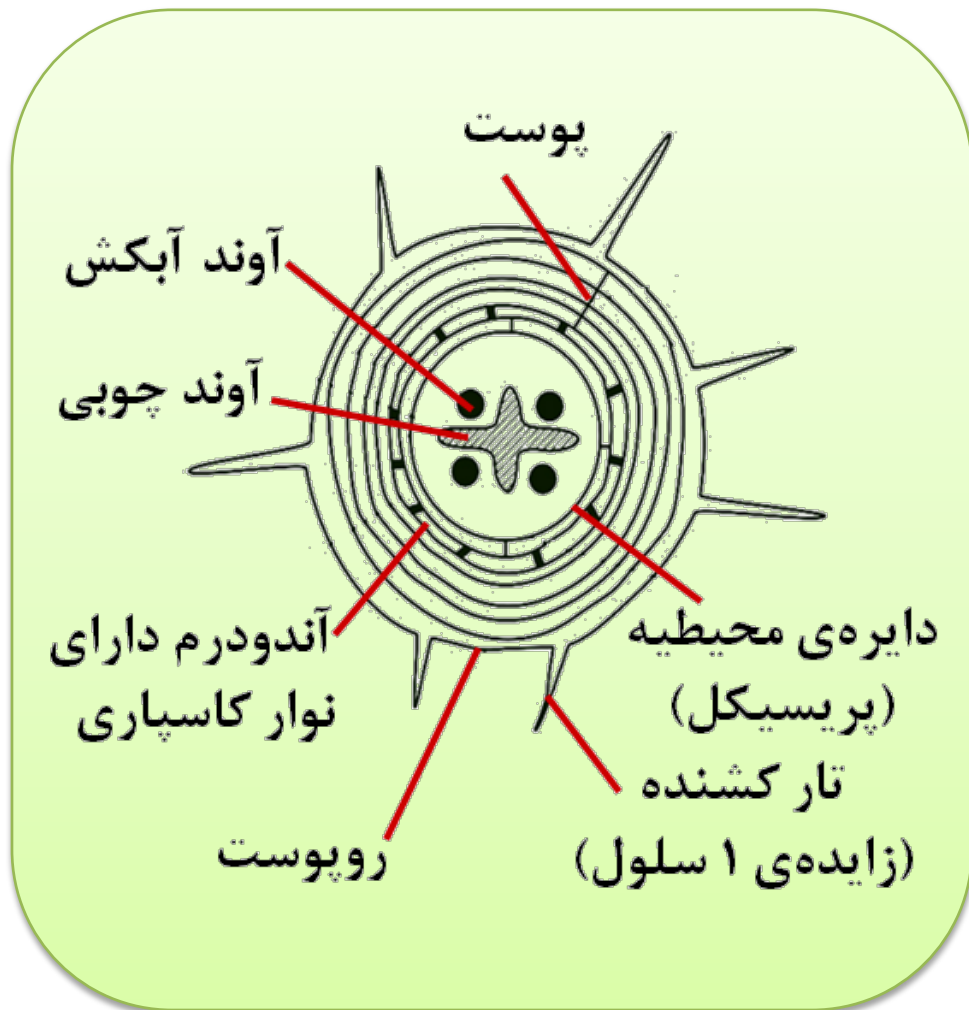 پوست
آوند آبکش
آوند چوبی
آندودرم دارای
نوار کاسپاری
دایره‌ی محیطیه
(پریسیکل)
تار کشنده
(زایده‌ی ۱ سلول)
روپوست